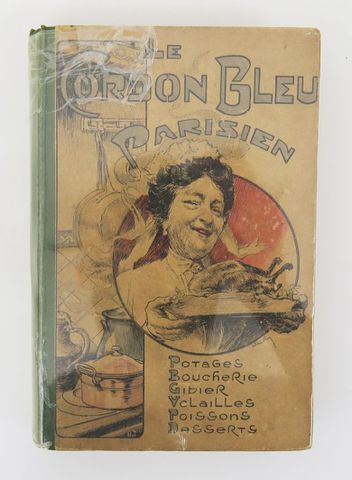 LE
CORDON BLEU
PARISIEN
POTAGES
BOUCHERIE
GIBIER
VOLAILLES
POISSONS
DESSERTS